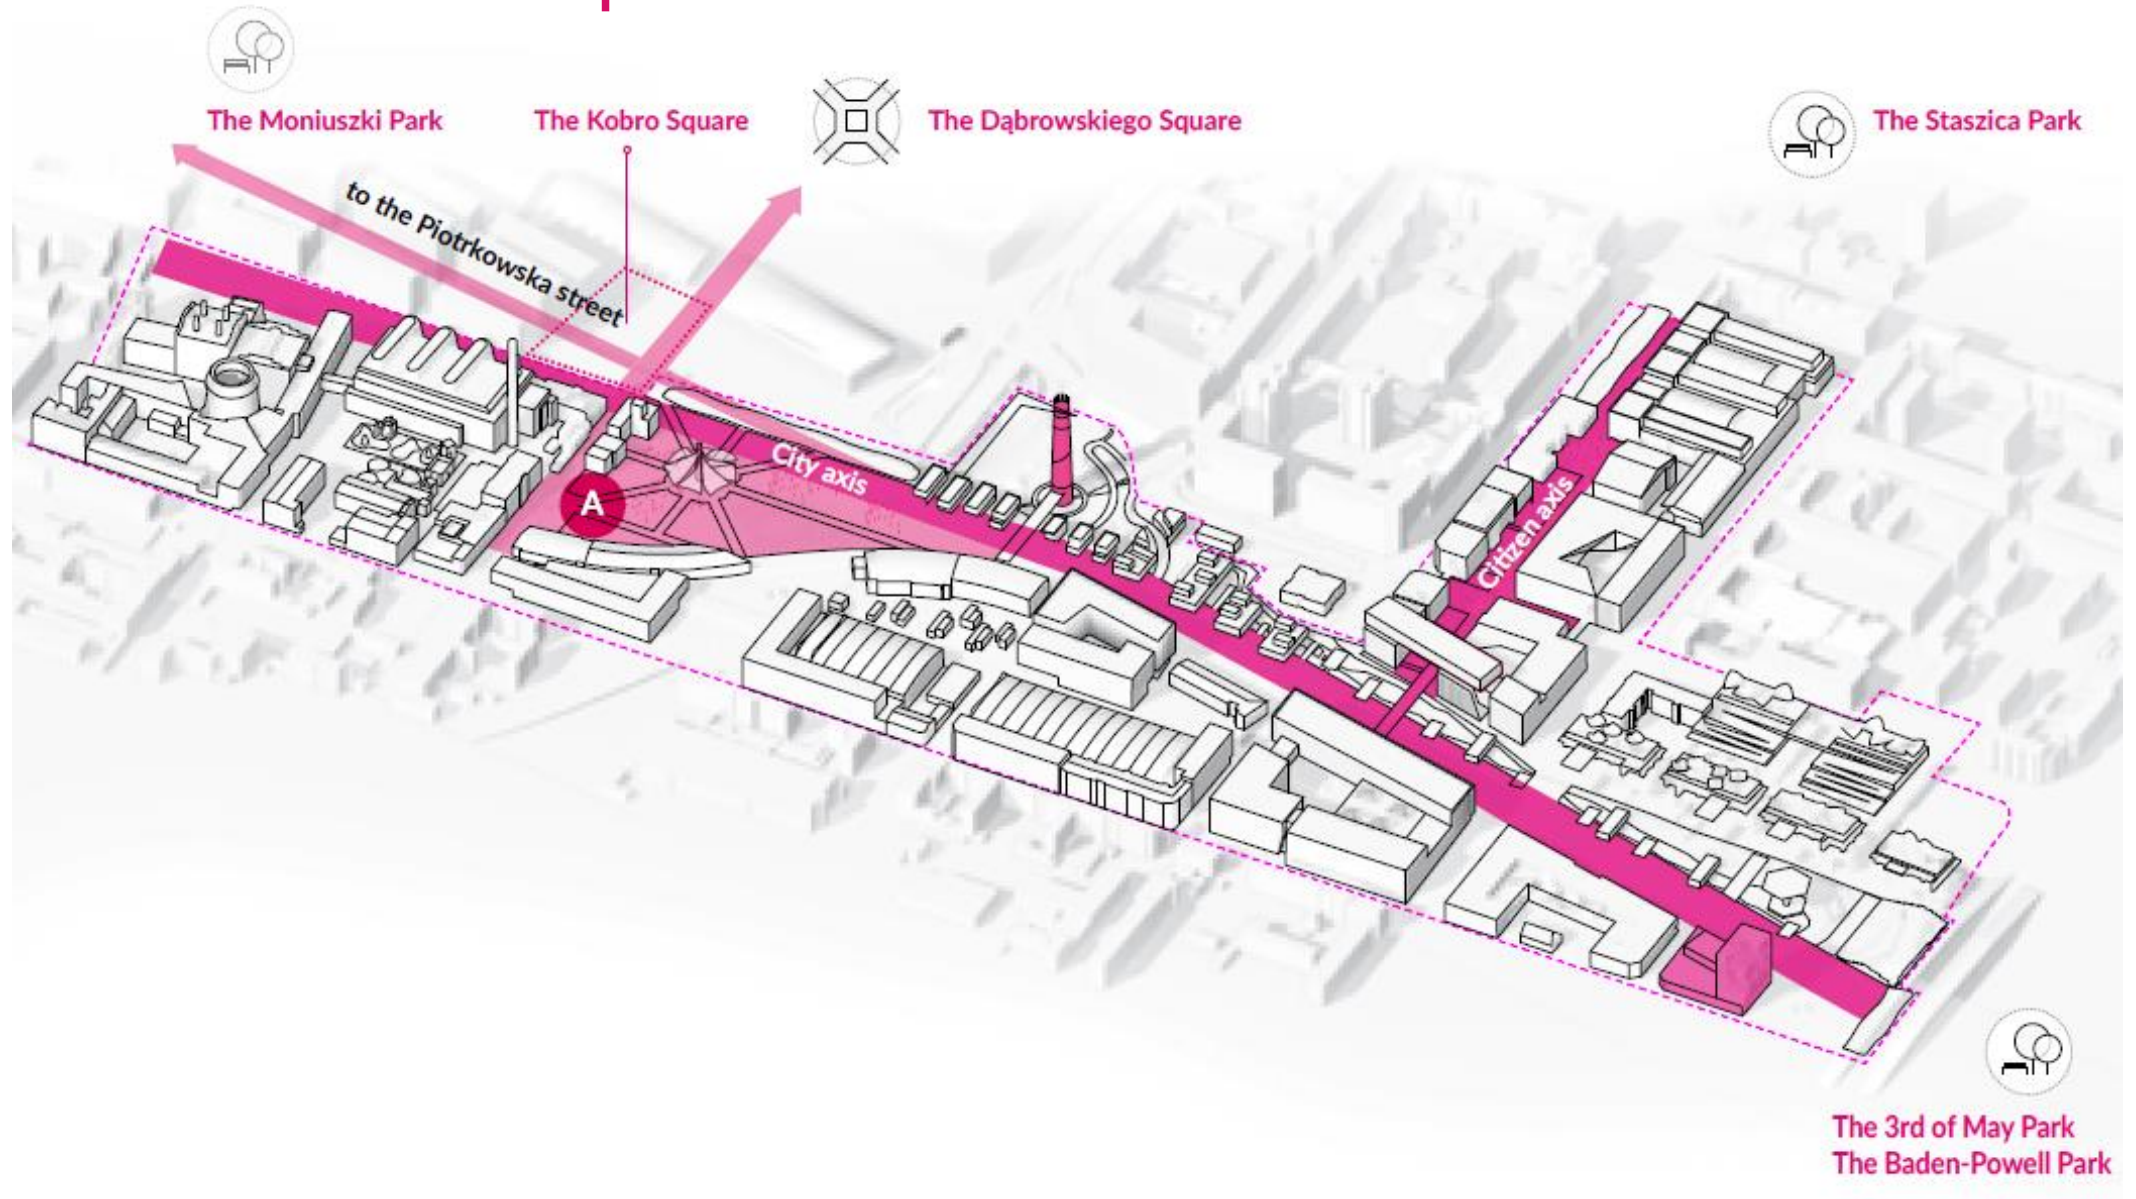 The Moniuszki Park
The Kobro Square
The Dąbrowskiego Square
The Staszica Park
to the Piotrkowska street
City axis
A
Citizen axis
The 3rd of May Park
The Baden-Powell Park